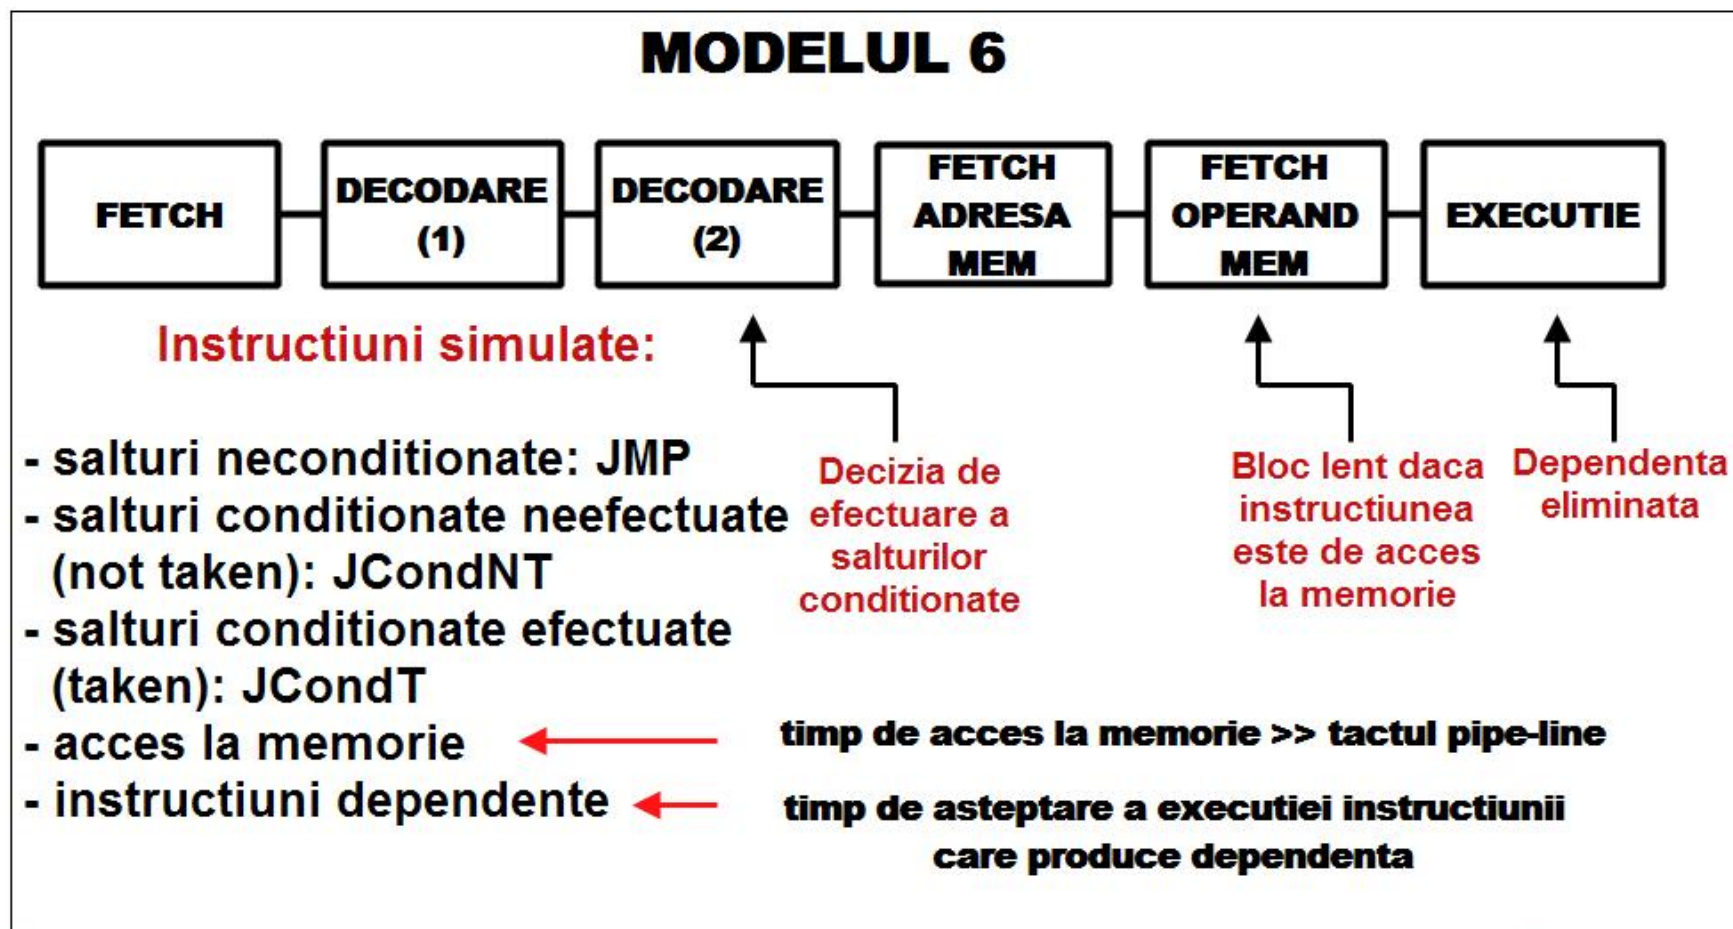 MODELUL 6
FETCH
DECODARE
(1)
DECODARE
(2)
FETCH
ADRESA
MEM
FETCH
OPERAND
MEM
EXECUTIE
Instructiuni simulate:
- salturi neconditionate: JMP
- salturi conditionate neefectuate
(not taken): JCondNT
- salturi conditionate efectuate
(taken): JCondT
- acces la memorie
- instructiuni dependente
Decizia de
efectuare a
salturilor
conditionate
Bloc lent daca
instructiunea
este de acces
la memorie
Dependenta
eliminata
timp de acces la memorie >> tactul pipe-line
timp de asteptare a executiei instructiunii
care produce dependenta